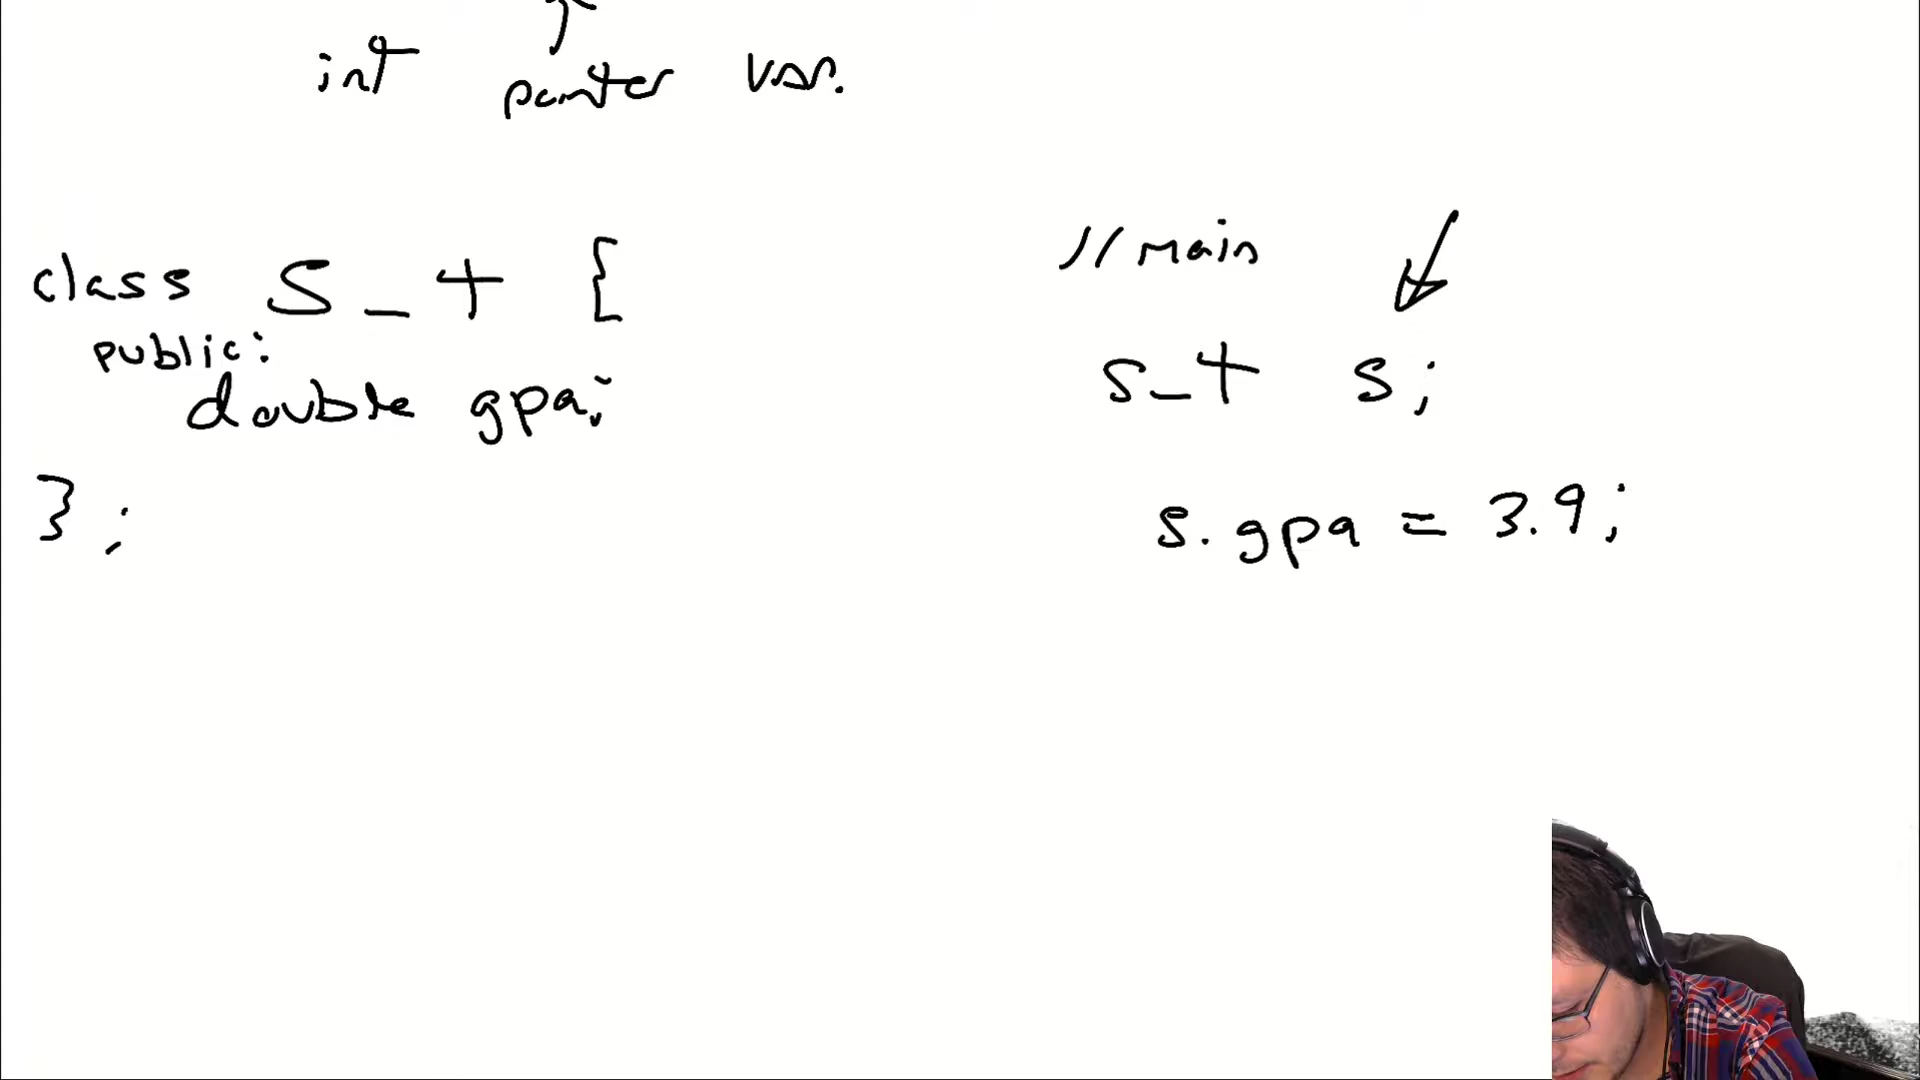 int pointer var.
class S_t {
public:
double gpa;
};
// main
s_t s;
s.gpa = 3.9;